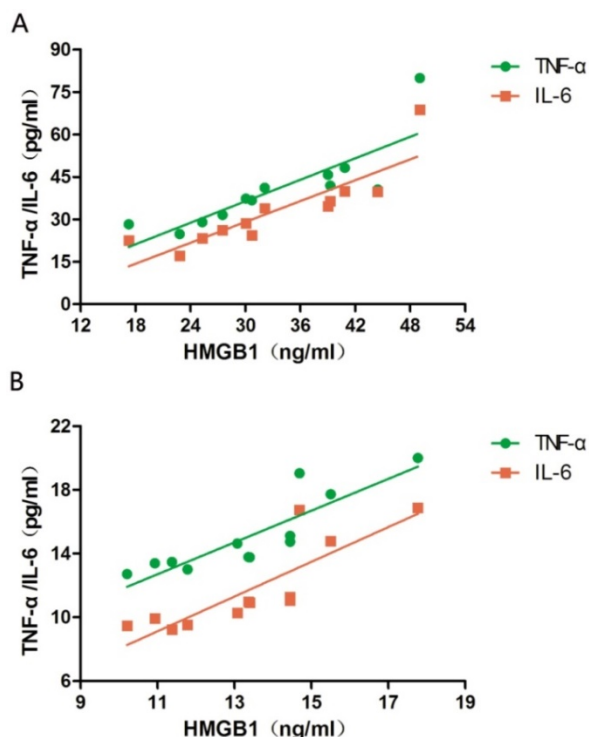 A
TNF-α /IL-6 (pg/ml)
90
75
60
45
30
15
0
12 18 24 30 36 42 48 54
HMGB1 (ng/ml)
TNF-α
IL-6
B
TNF-α /IL-6 (pg/ml)
22
18
14
10
6
9 11 13 15 17 19
HMGB1 (ng/ml)
TNF-α
IL-6